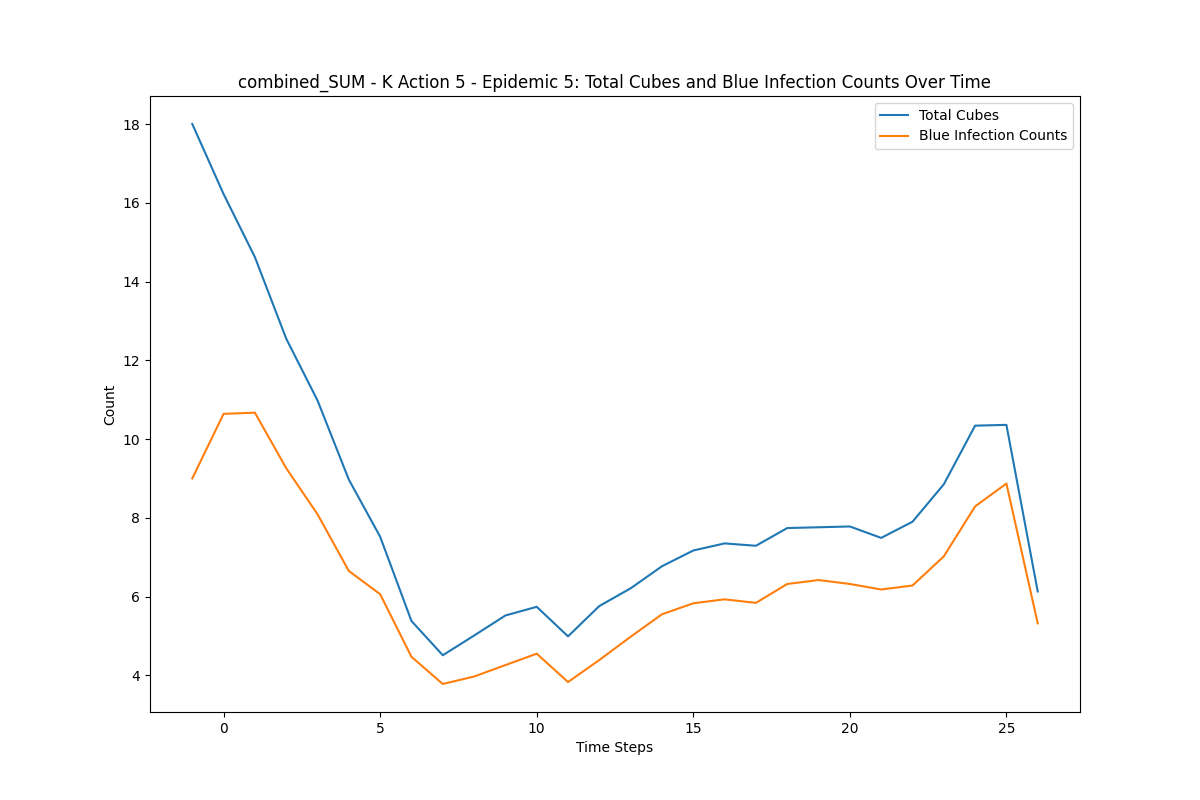 combined_SUM - K Action 5 - Epidemic 5: Total Cubes and Blue Infection Counts Over Time
Total Cubes
Blue Infection Counts
18
16
14
12
10
8
6
4
Count
0 5 10 15 20 25
Time Steps